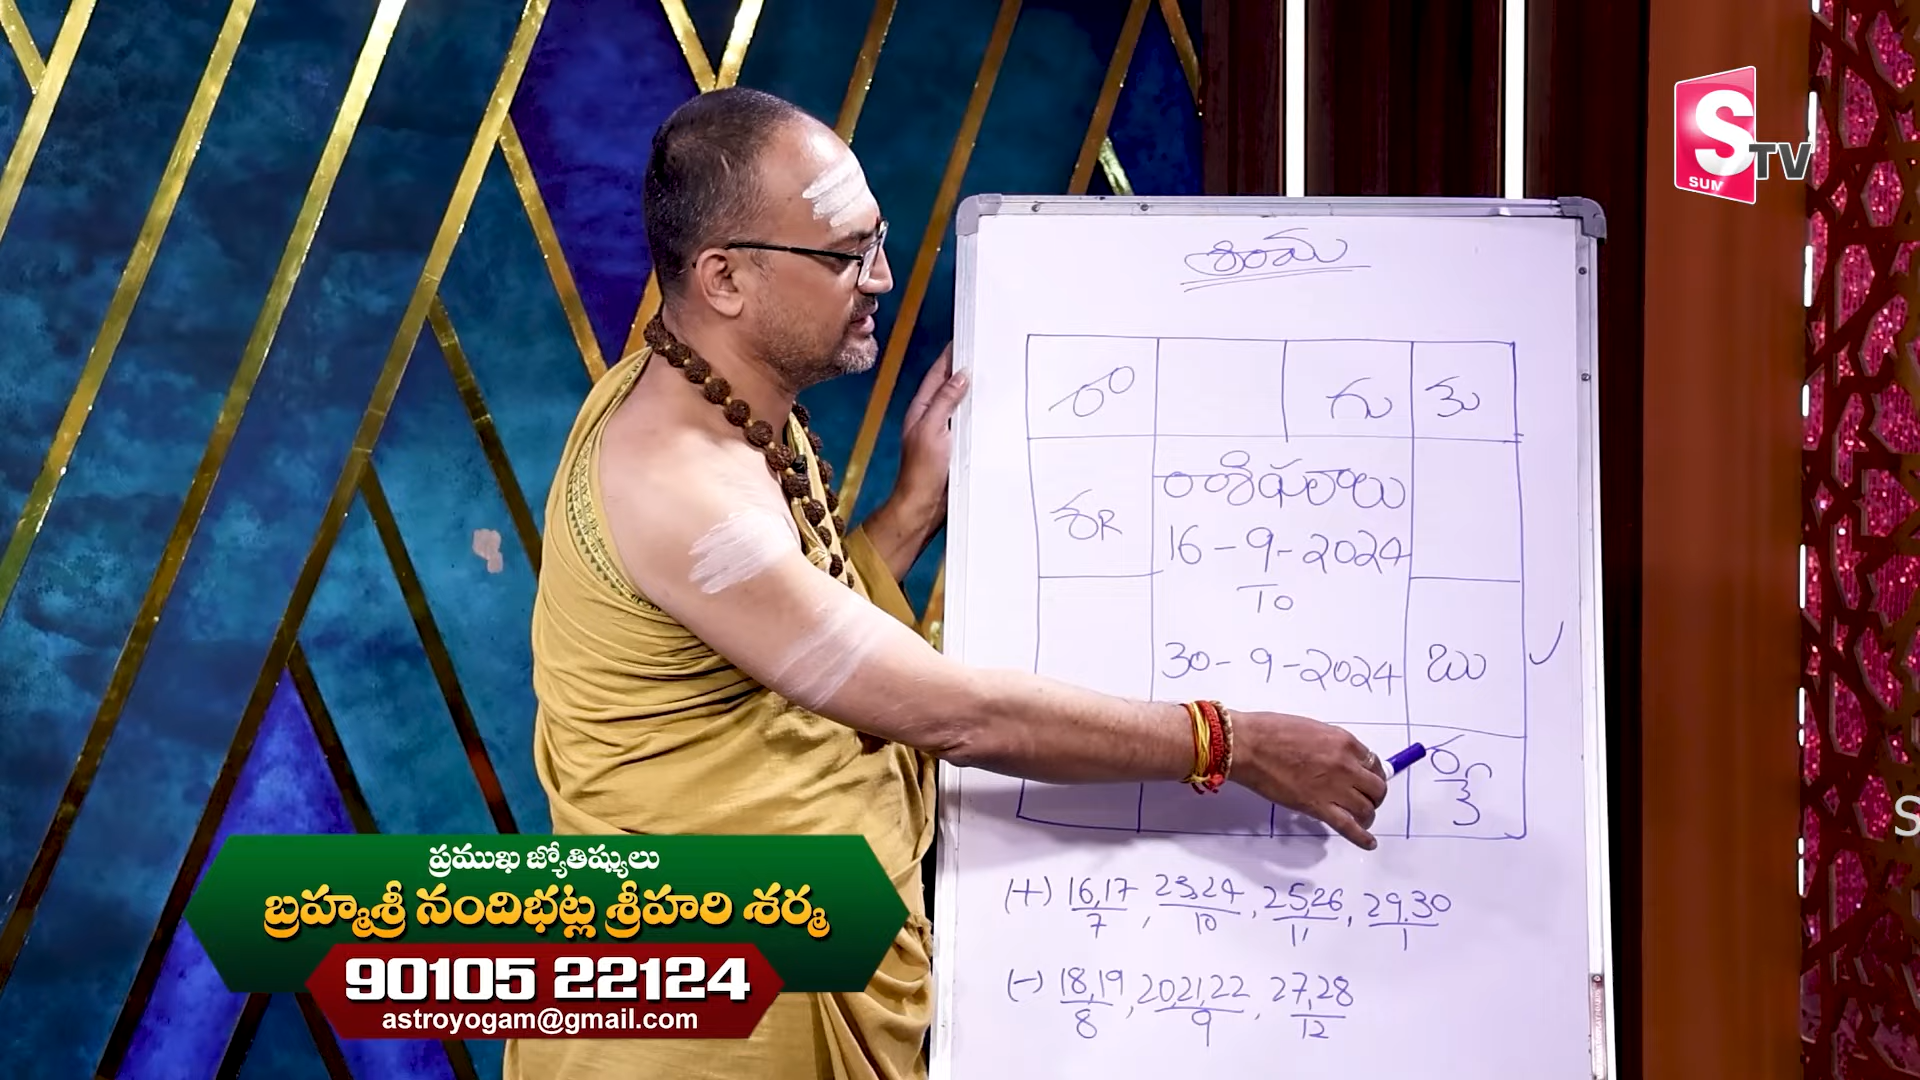 S TV
SUM
శ్రీరామ
రా గు కు
రాశిఫలాలు
శR
16-9-2024
To
30-9-2024 బు
ర
(+) 16,17/7, 23,24/10, 25,26/11, 29.30/1
(-) 18,19/8, 20,21,22/9, 27,28/12
ప్రముఖ జ్యోతిష్యులు
బ్రహ్మశ్రీ నందిభట్ల శ్రీహరి శర్మ
90105 22124
astroyogam@gmail.com
S